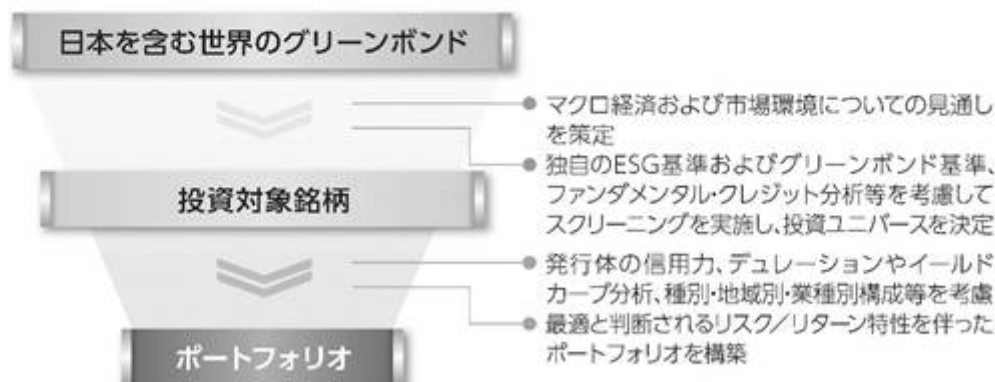 日本を含む世界のグリーンボンド
● マクロ経済および市場環境についての見通し
を策定
● 独自のESG基準およびグリーンボンド基準、
ファンダメンタル・クレジット分析等を考慮して
スクリーニングを実施し、投資ユニバースを決定
投資対象銘柄
● 発行体の信用力、デュレーションやイールド
カーブ分析、種別・地域別・業種別構成等を考慮
● 最適と判断されるリスク／リターン特性を伴った
ポートフォリオを構築
ポートフォリオ